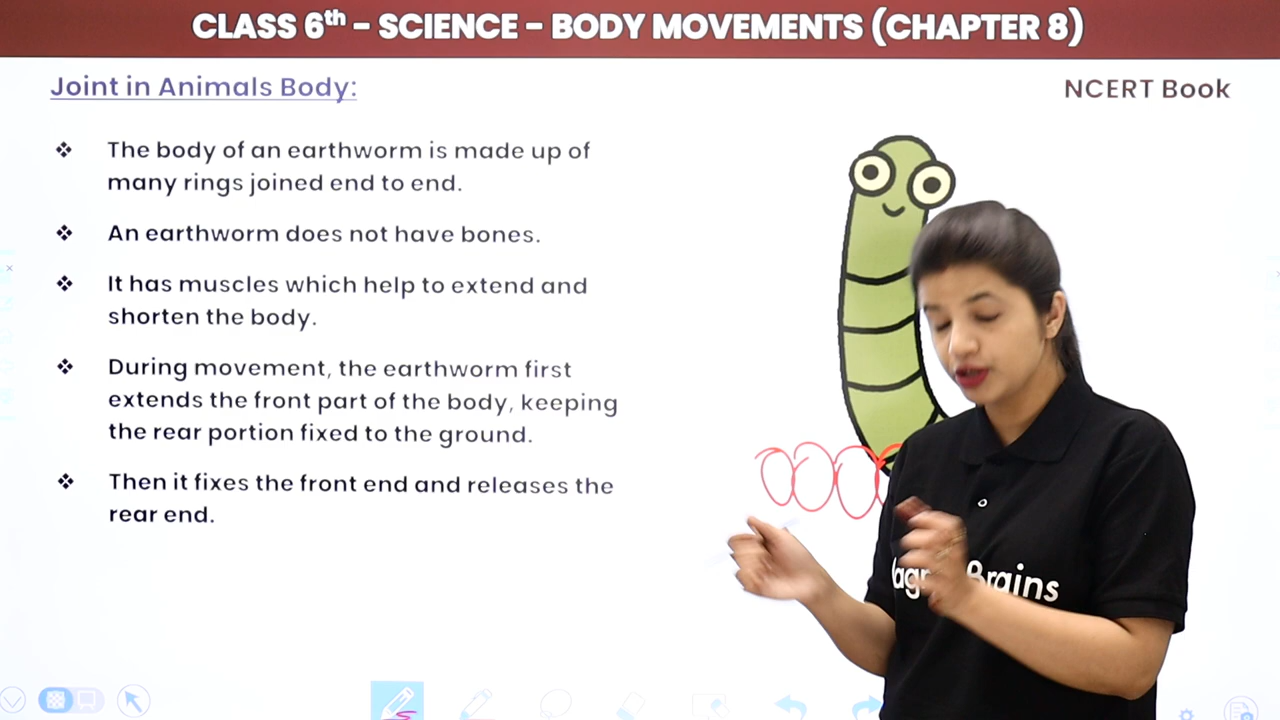 CLASS 6th – SCIENCE – BODY MOVEMENTS (CHAPTER 8)
Joint in Animals Body:
NCERT Book
❖ The body of an earthworm is made up of
many rings joined end to end.
❖ An earthworm does not have bones.
❖ It has muscles which help to extend and
shorten the body.
❖ During movement, the earthworm first
extends the front part of the body, keeping
the rear portion fixed to the ground.
❖ Then it fixes the front end and releases the
rear end.
Brains